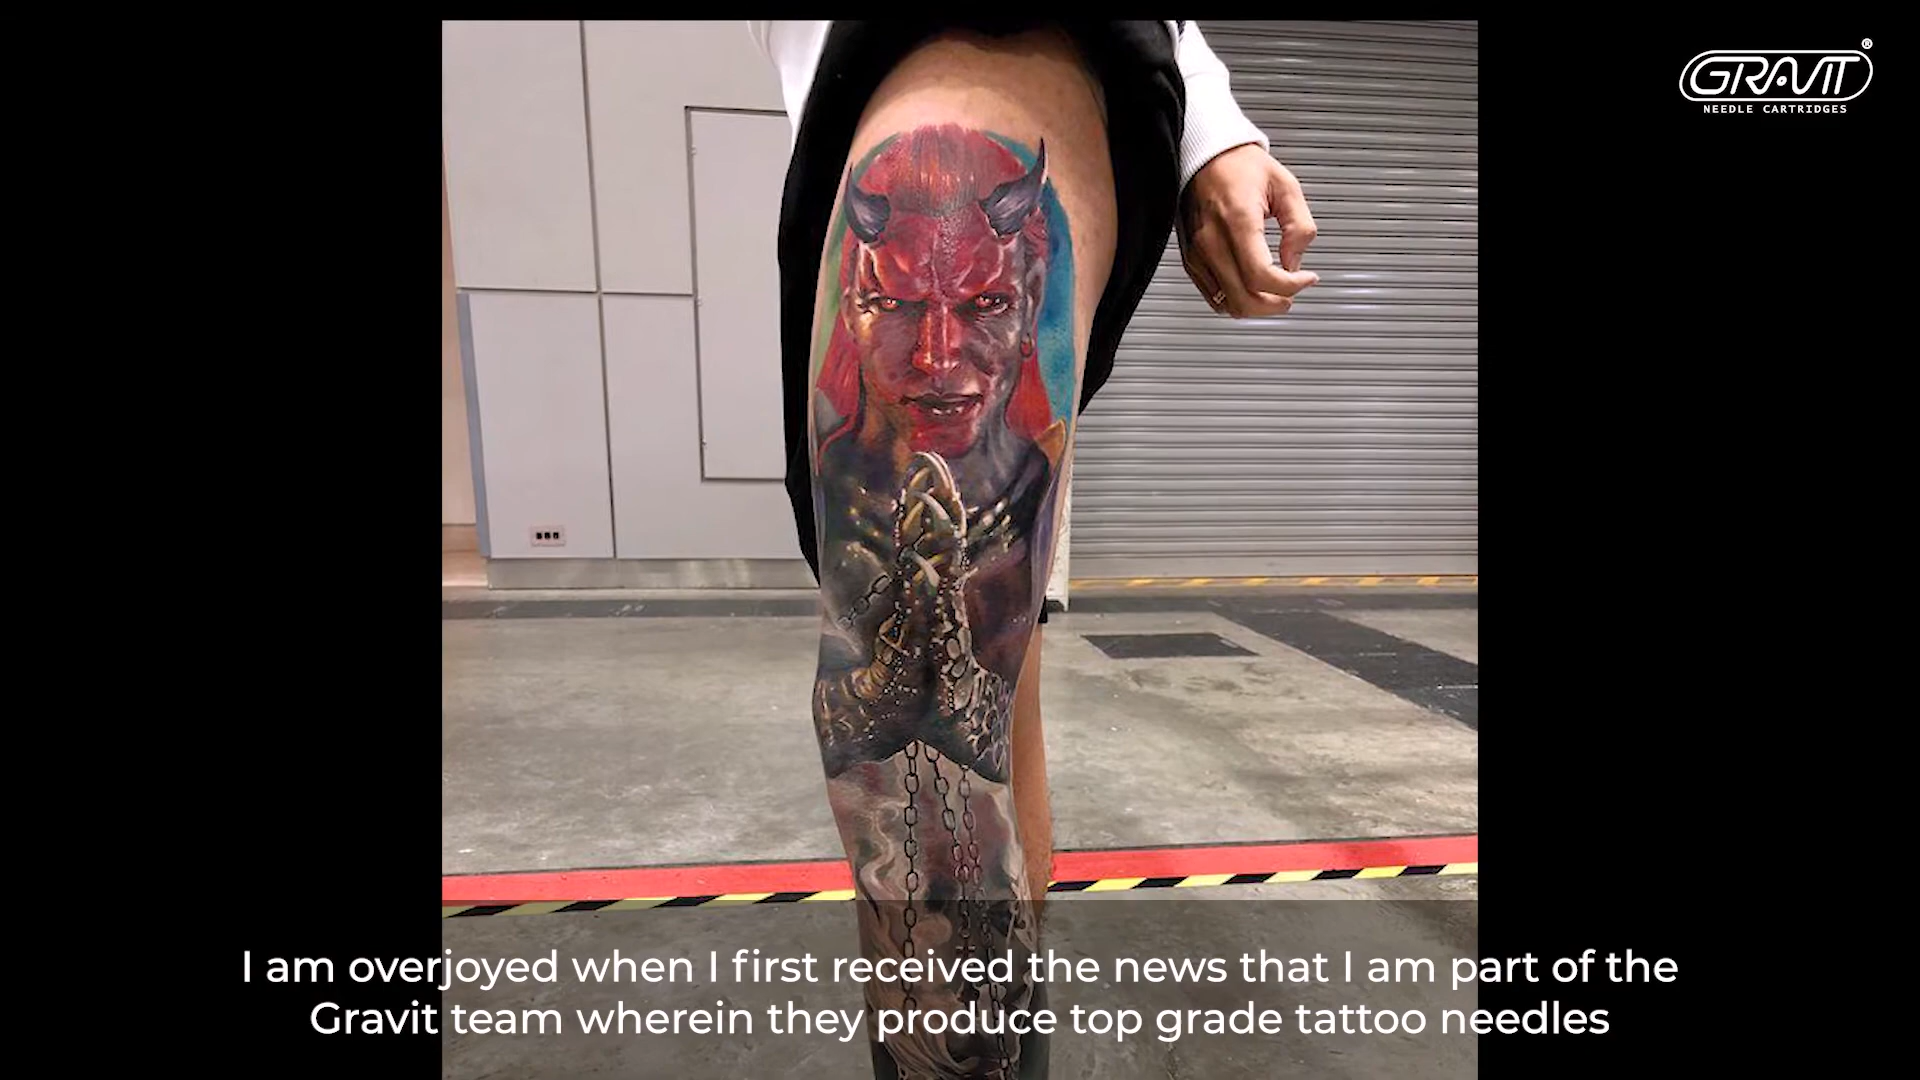 GRAVIT®
NEEDLE CARTRIDGES
I am overjoyed when I first received the news that I am part of the
Gravit team wherein they produce top grade tattoo needles